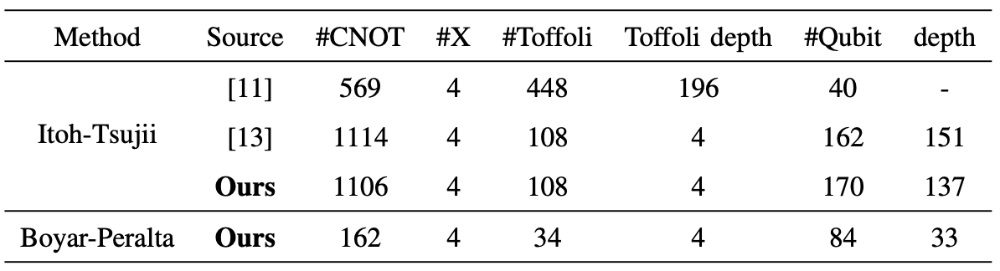 Method Source #CNOT #X #Toffoli Toffoli depth #Qubit depth
[11] 569 4 448 196 40 -
Itoh-Tsujii [13] 1114 4 108 4 162 151
Ours 1106 4 108 4 170 137
Boyar-Peralta Ours 162 4 34 4 84 33